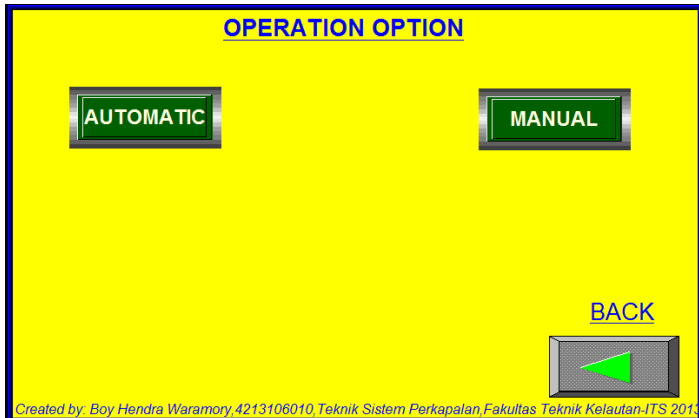 OPERATION OPTION
AUTOMATIC
MANUAL
BACK
Created by: Boy Hendra Waramory,4213106010,Teknik Sistem Perkapalan,Fakultas Teknik Kelautan-ITS